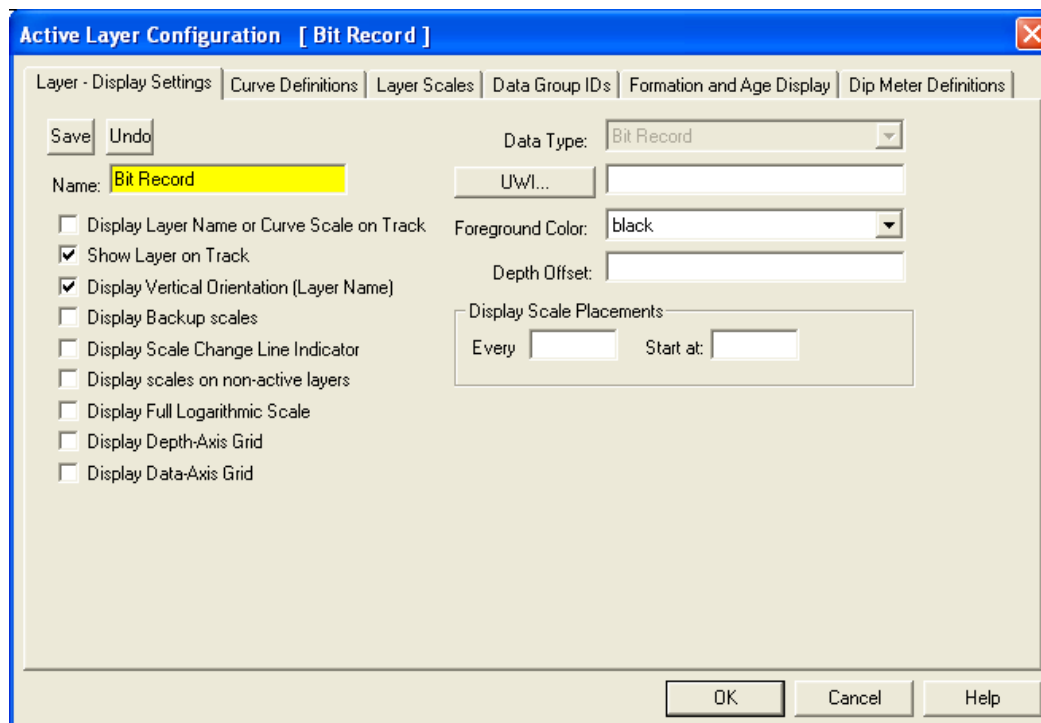 Active Layer Configuration [ Bit Record ]
Layer - Display Settings Curve Definitions Layer Scales Data Group IDs Formation and Age Display Dip Meter Definitions
Save Undo
Name: Bit Record
Display Layer Name or Curve Scale on Track
Show Layer on Track
Display Vertical Orientation (Layer Name)
Display Backup scales
Display Scale Change Line Indicator
Display scales on non-active layers
Display Full Logarithmic Scale
Display Depth-Axis Grid
Display Data-Axis Grid
Data Type: Bit Record
UWI...
Foreground Color: black
Depth Offset:
Display Scale Placements
Every Start at:
OK Cancel Help